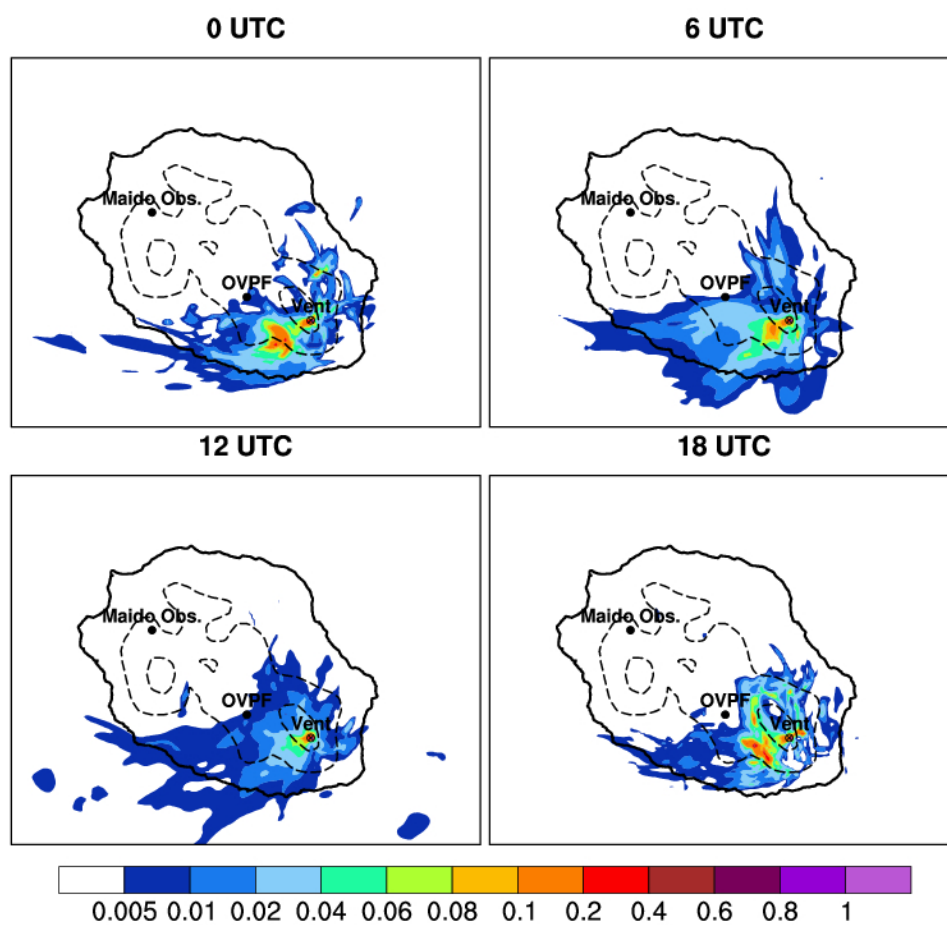 0 UTC
6 UTC
Maido Obs.
OVPF
Vent
Maido Obs.
OVPF
Vent
12 UTC
18 UTC
Maido Obs.
OVPF
Vent
Maido Obs.
OVPF
Vent
0.005 0.01 0.02 0.04 0.06 0.08 0.1 0.2 0.4 0.6 0.8 1